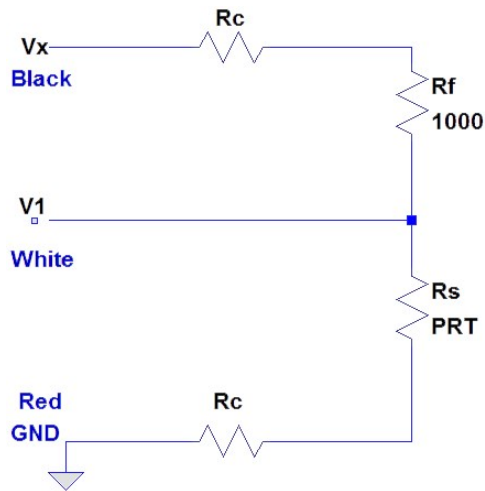 Rc
Vx
Black
Rf
1000
V1
White
Rs
PRT
Red
Rc
GND